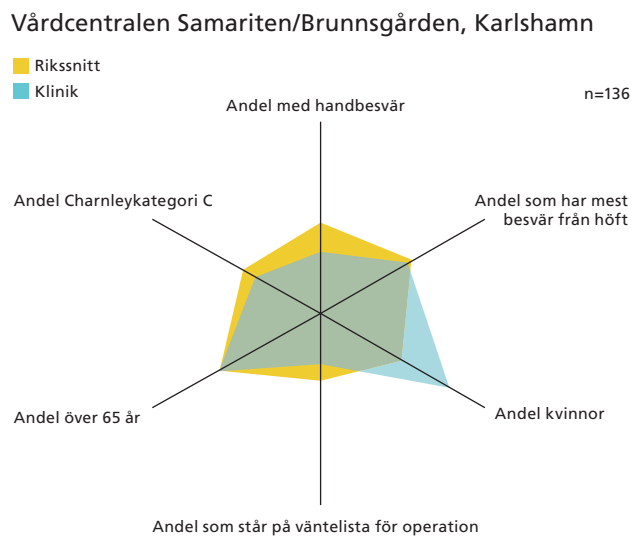 Vårdcentralen Samariten/Brunnsgården, Karlshamn
Rikssnitt
Klinik
n=136
Andel med handbesvär
Andel Charnleykategori C
Andel som har mest
besvär från höft
Andel över 65 år
Andel kvinnor
Andel som står på väntelista för operation